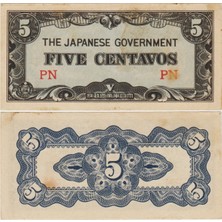 5 5
THE JAPANESE GOVERNMENT
FIVE CENTAVOS
PN PN
5 5 5